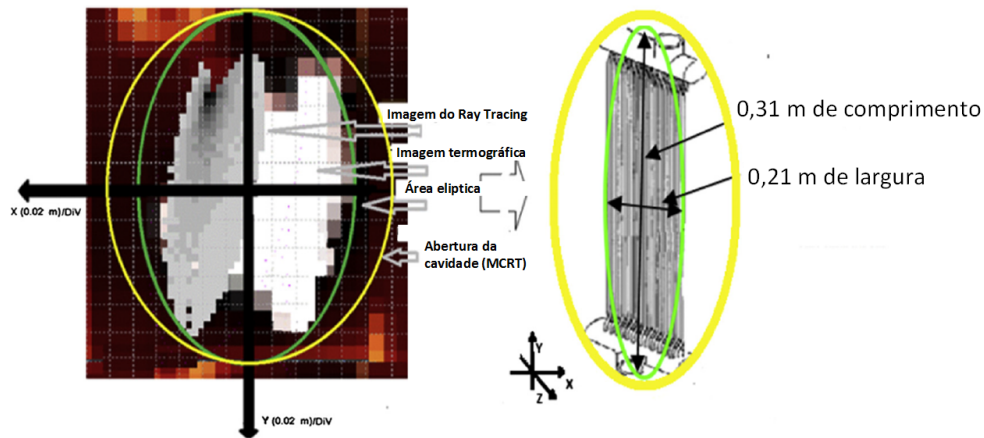 Imagem do Ray Tracing
Imagem termográfica
Área eliptica
Abertura da
cavidade (MCRT)
X (0.02 m)/DiV
Y (0.02 m)/DiV
0,31 m de comprimento
0,21 m de largura
Y
X
Z